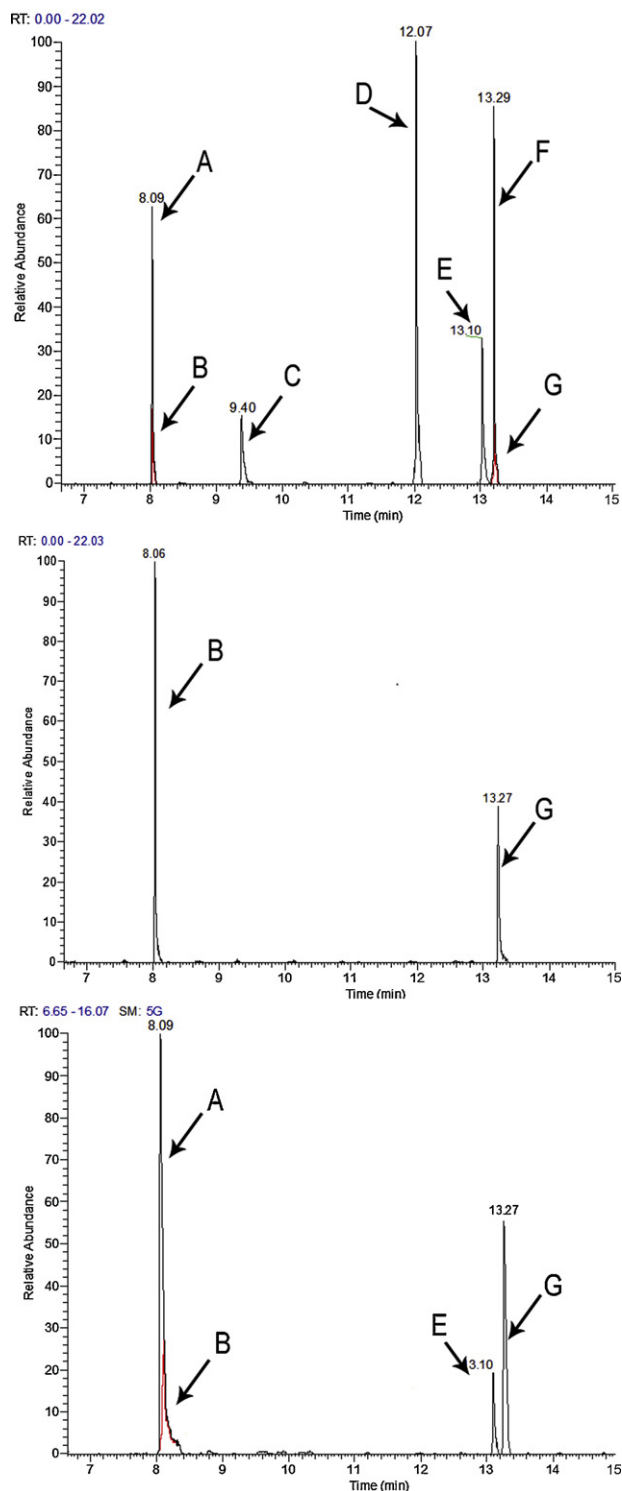 RT: 0.00 - 22.02
100
90
80
70
60
50
40
30
20
10
0
Relative Abundance
12.07
D
13.29
F
A
8.09
E
13.10
B
C
9.40
G
7 8 9 10 11 12 13 14 15
Time (min)
RT: 0.00 - 22.03
100
90
80
70
60
50
40
30
20
10
0
Relative Abundance
8.06
B
13.27
G
7 8 9 10 11 12 13 14 15
Time (min)
RT: 6.65 - 16.07 SM: 5G
100
90
80
70
60
50
40
30
20
10
0
Relative Abundance
8.09
A
13.27
G
E
3.10
B
7 8 9 10 11 12 13 14 15
Time (min)